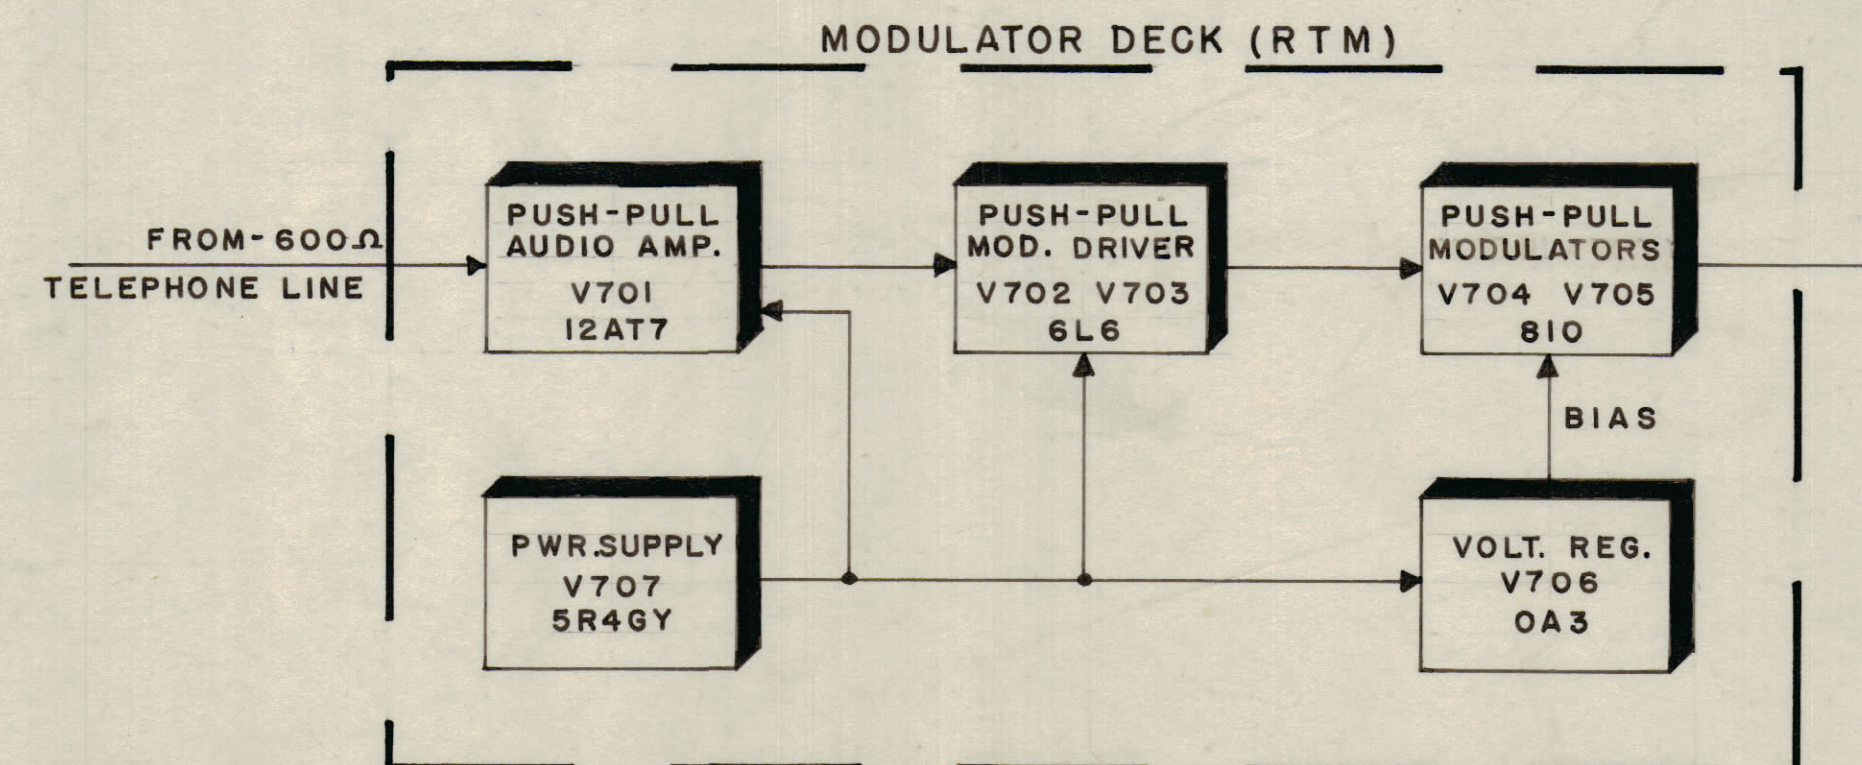 MODULATOR DECK (RTM)
FROM-600Ω
TELEPHONE LINE
PUSH-PULL
AUDIO AMP.
V701
12AT7
PUSH-PULL
MOD. DRIVER
V702 V703
6L6
PUSH-PULL
MODULATORS
V704 V705
810
BIAS
PWR.SUPPLY
V707
5R4GY
VOLT. REG.
V706
OA3